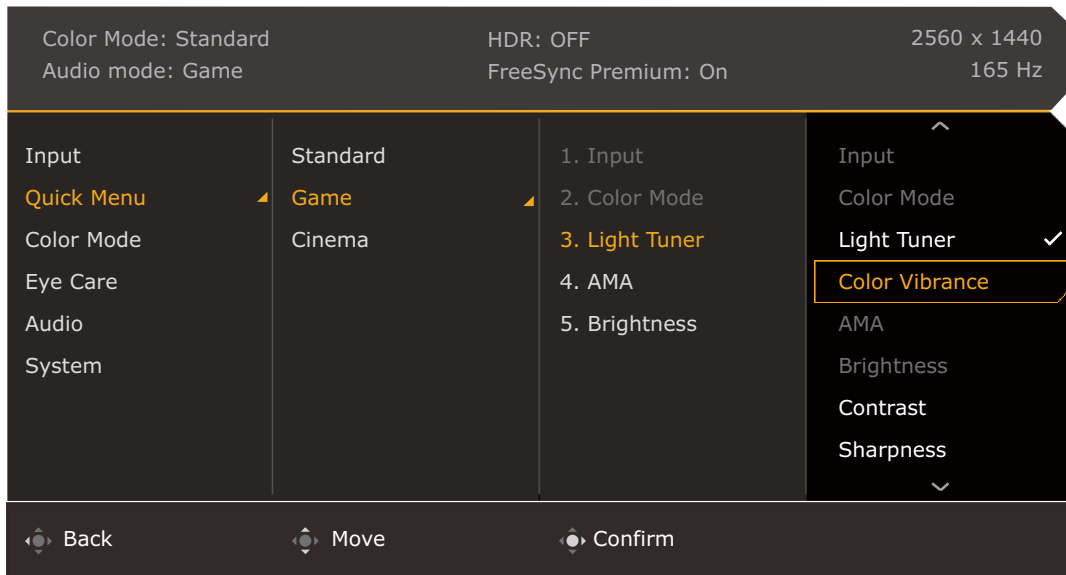 Color Mode: Standard
HDR: OFF
2560 x 1440
Audio mode: Game
FreeSync Premium: On
165 Hz
Input
Quick Menu
Color Mode
Eye Care
Audio
System
Standard
Game
Cinema
1. Input
2. Color Mode
3. Light Tuner
4. AMA
5. Brightness
Input
Color Mode
Light Tuner
Color Vibrance
AMA
Brightness
Contrast
Sharpness
Back
Move
Confirm